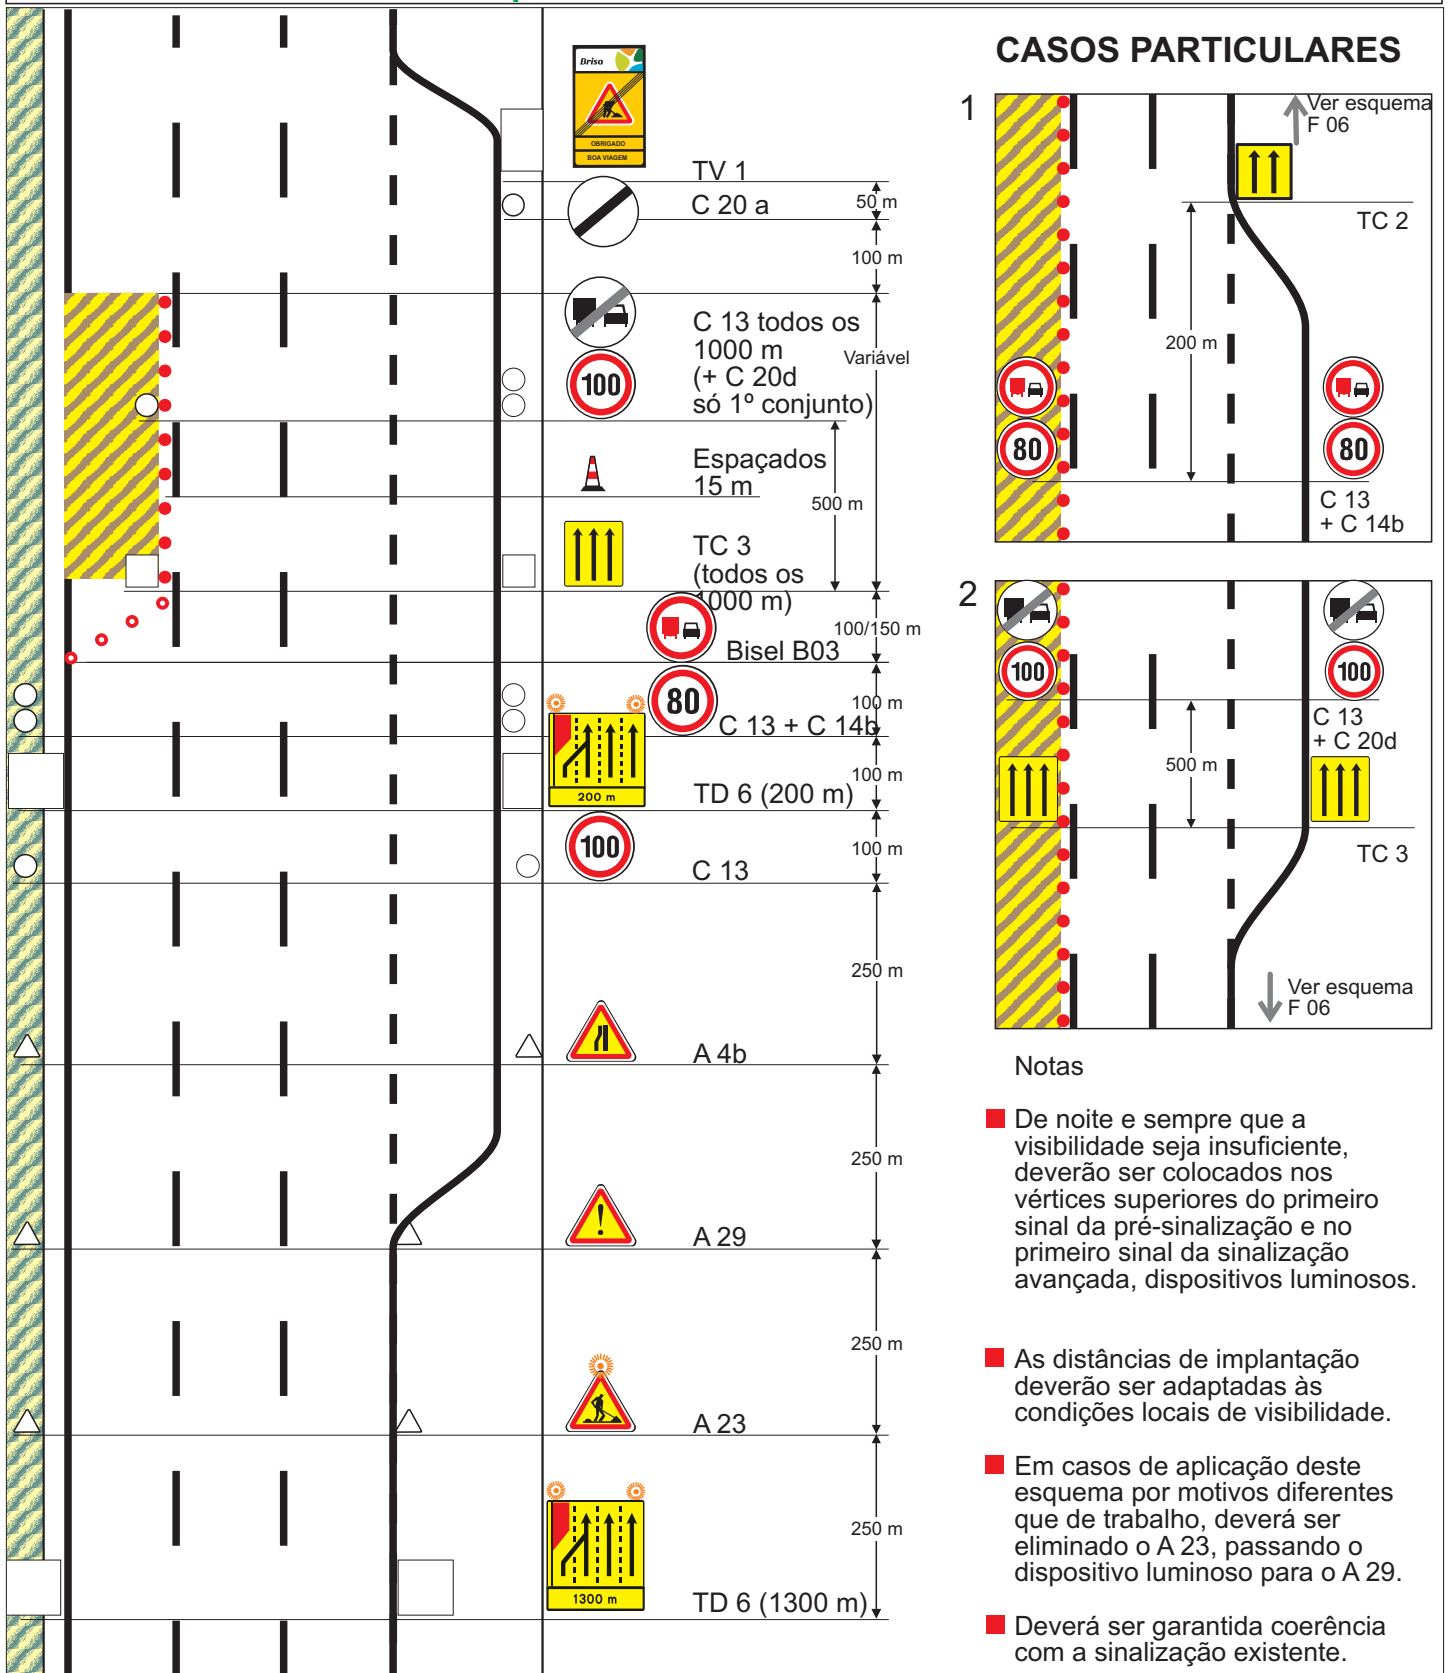 Brisa
OBRIGADO
BOA VIAGEM
TV 1
C 20 a
50 m
100 m
C 13 todos os
1000 m
(+ C 20d
só 1º conjunto)
Variável
100
Espaçados
15 m
500 m
TC 3
(todos os
1000 m)
100/150 m
Bisel B03
80
100 m
C 13 + C 14b
200 m
100 m
TD 6 (200 m)
100
100 m
C 13
250 m
A 4b
250 m
!
A 29
250 m
A 23
250 m
1300 m
TD 6 (1300 m)
CASOS PARTICULARES
1
Ver esquema
F 06
TC 2
200 m
80
80
C 13
+ C 14b
2
100
100
C 13
+ C 20d
500 m
TC 3
Ver esquema
F 06
Notas
De noite e sempre que a
visibilidade seja insuficiente,
deverão ser colocados nos
vértices superiores do primeiro
sinal da pré-sinalização e no
primeiro sinal da sinalização
avançada, dispositivos luminosos.
As distâncias de implantação
deverão ser adaptadas às
condições locais de visibilidade.
Em casos de aplicação deste
esquema por motivos diferentes
que de trabalho, deverá ser
eliminado o A 23, passando o
dispositivo luminoso para o A 29.
Deverá ser garantida coerência
com a sinalização existente.